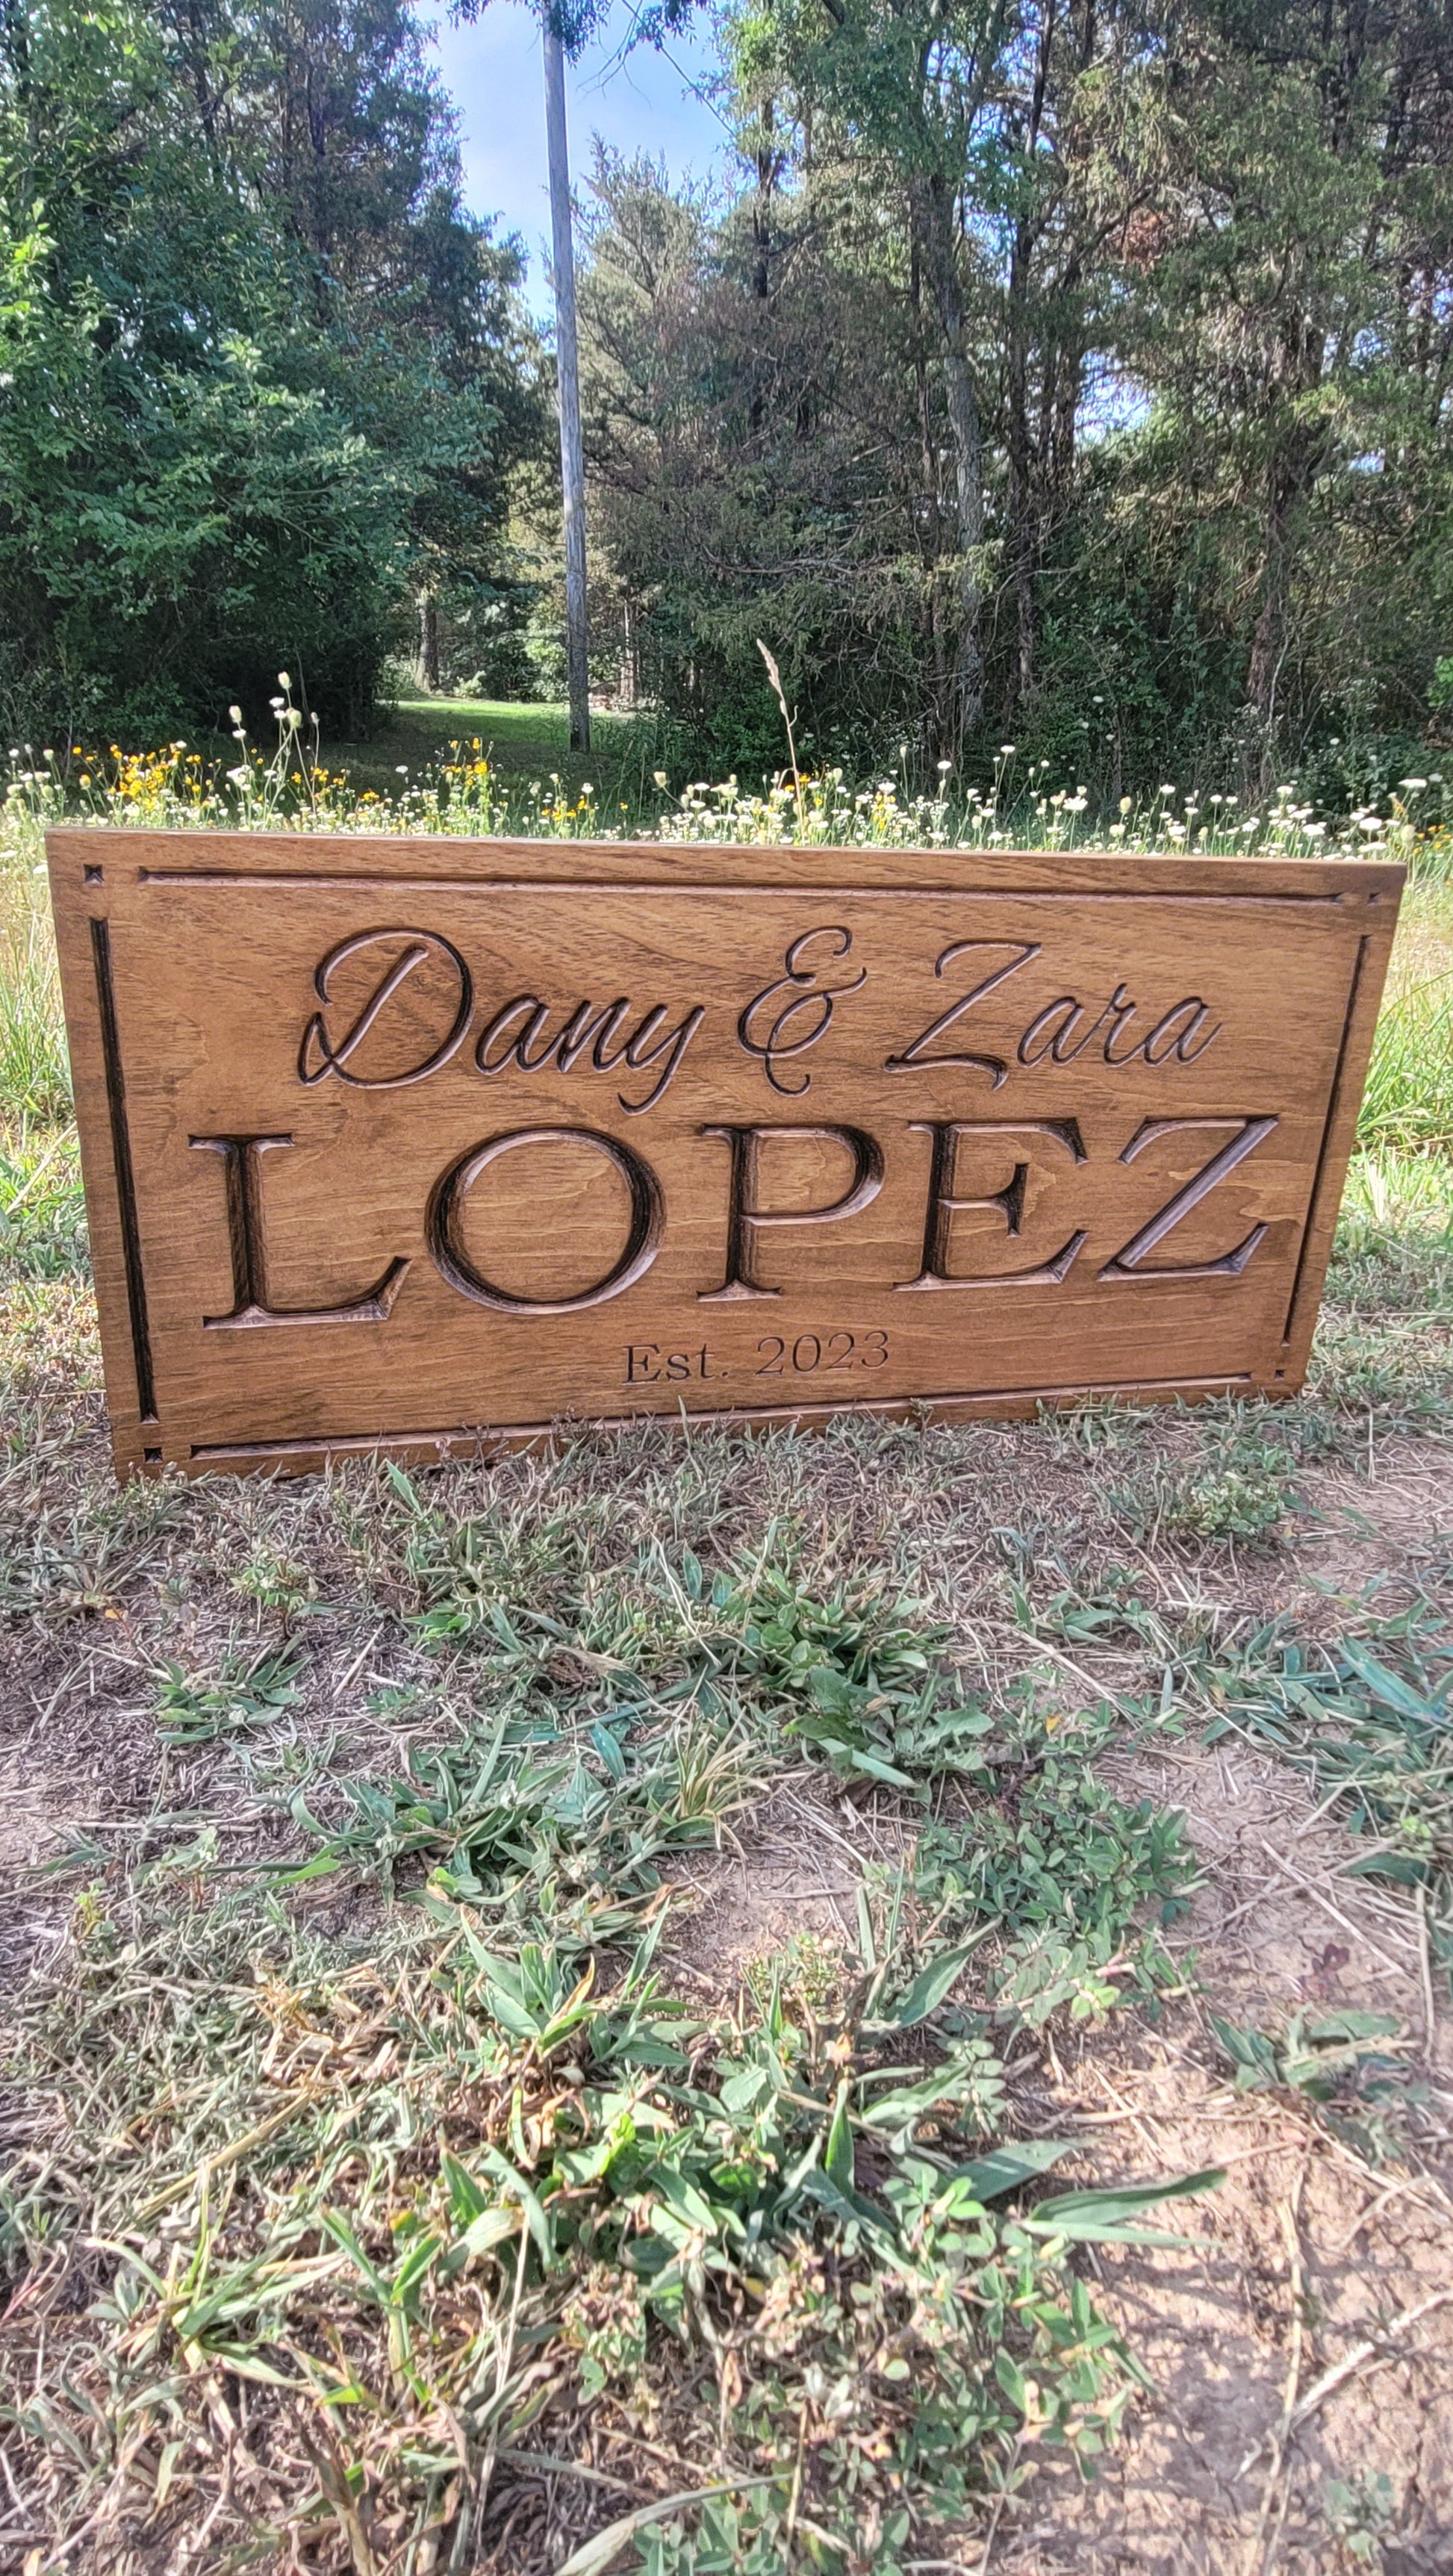 Dany & Zara
LOPEZ
Est. 2023